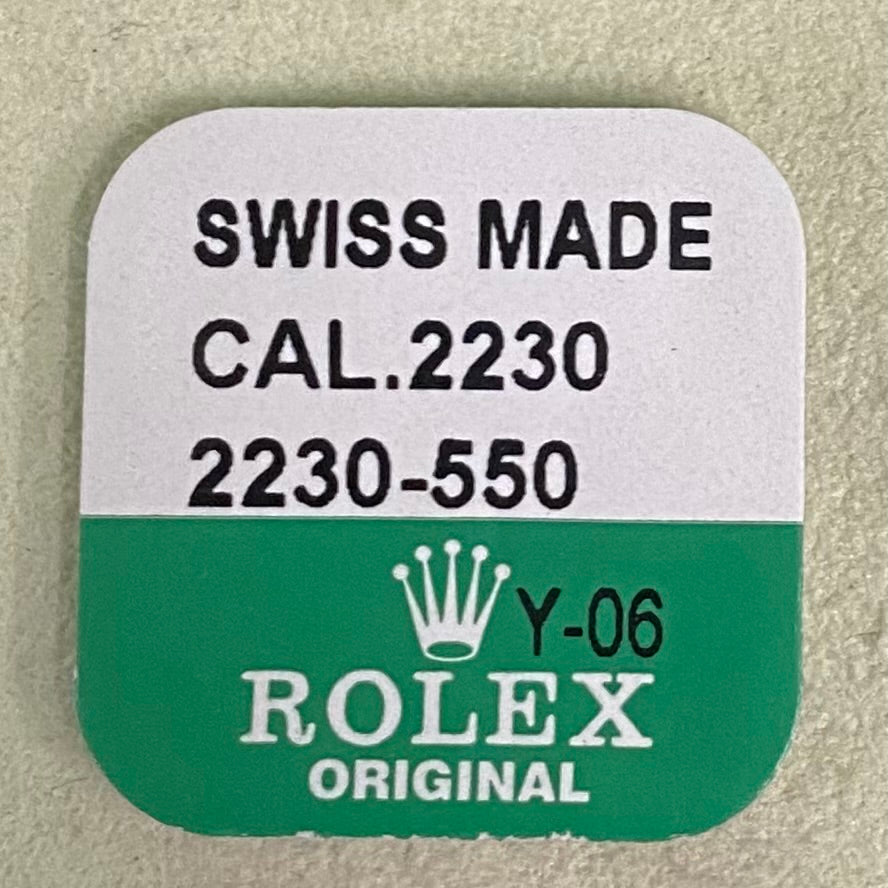 SWISS MADE
CAL.2230
2230-550
Y-06
ROLEX
ORIGINAL